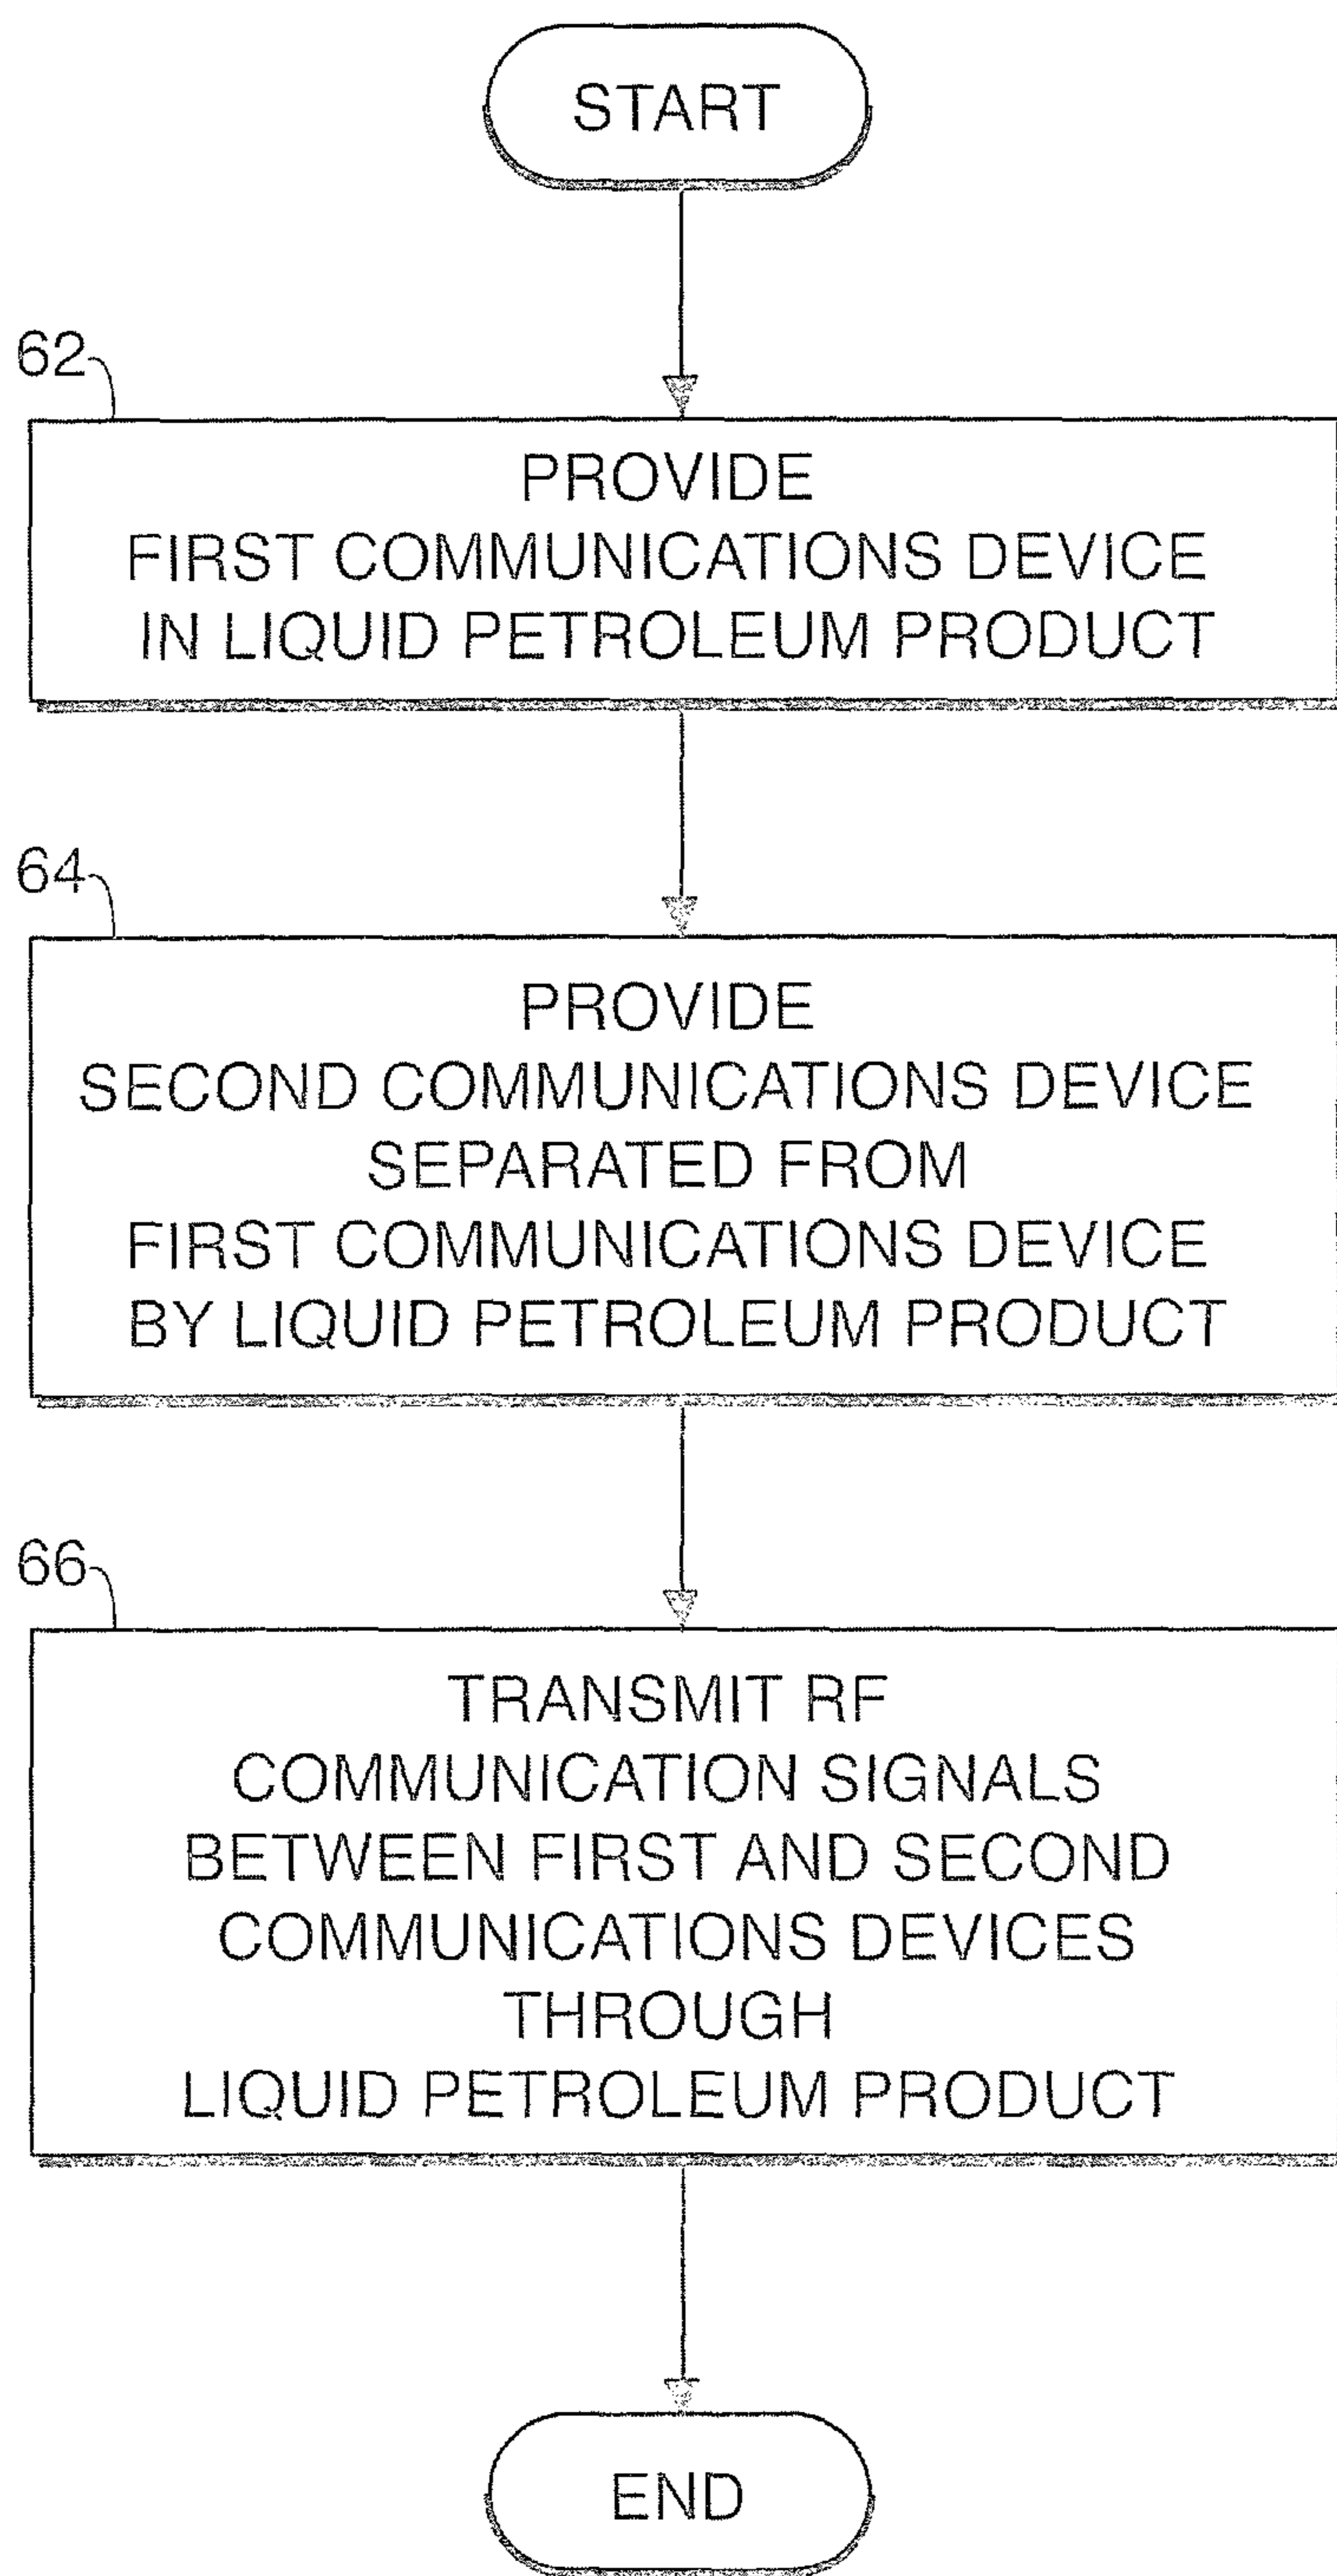 START
62
PROVIDE
FIRST COMMUNICATIONS DEVICE
IN LIQUID PETROLEUM PRODUCT
64
PROVIDE
SECOND COMMUNICATIONS DEVICE
SEPARATED FROM
FIRST COMMUNICATIONS DEVICE
BY LIQUID PETROLEUM PRODUCT
66
TRANSMIT RF
COMMUNICATION SIGNALS
BETWEEN FIRST AND SECOND
COMMUNICATIONS DEVICES
THROUGH
LIQUID PETROLEUM PRODUCT
END